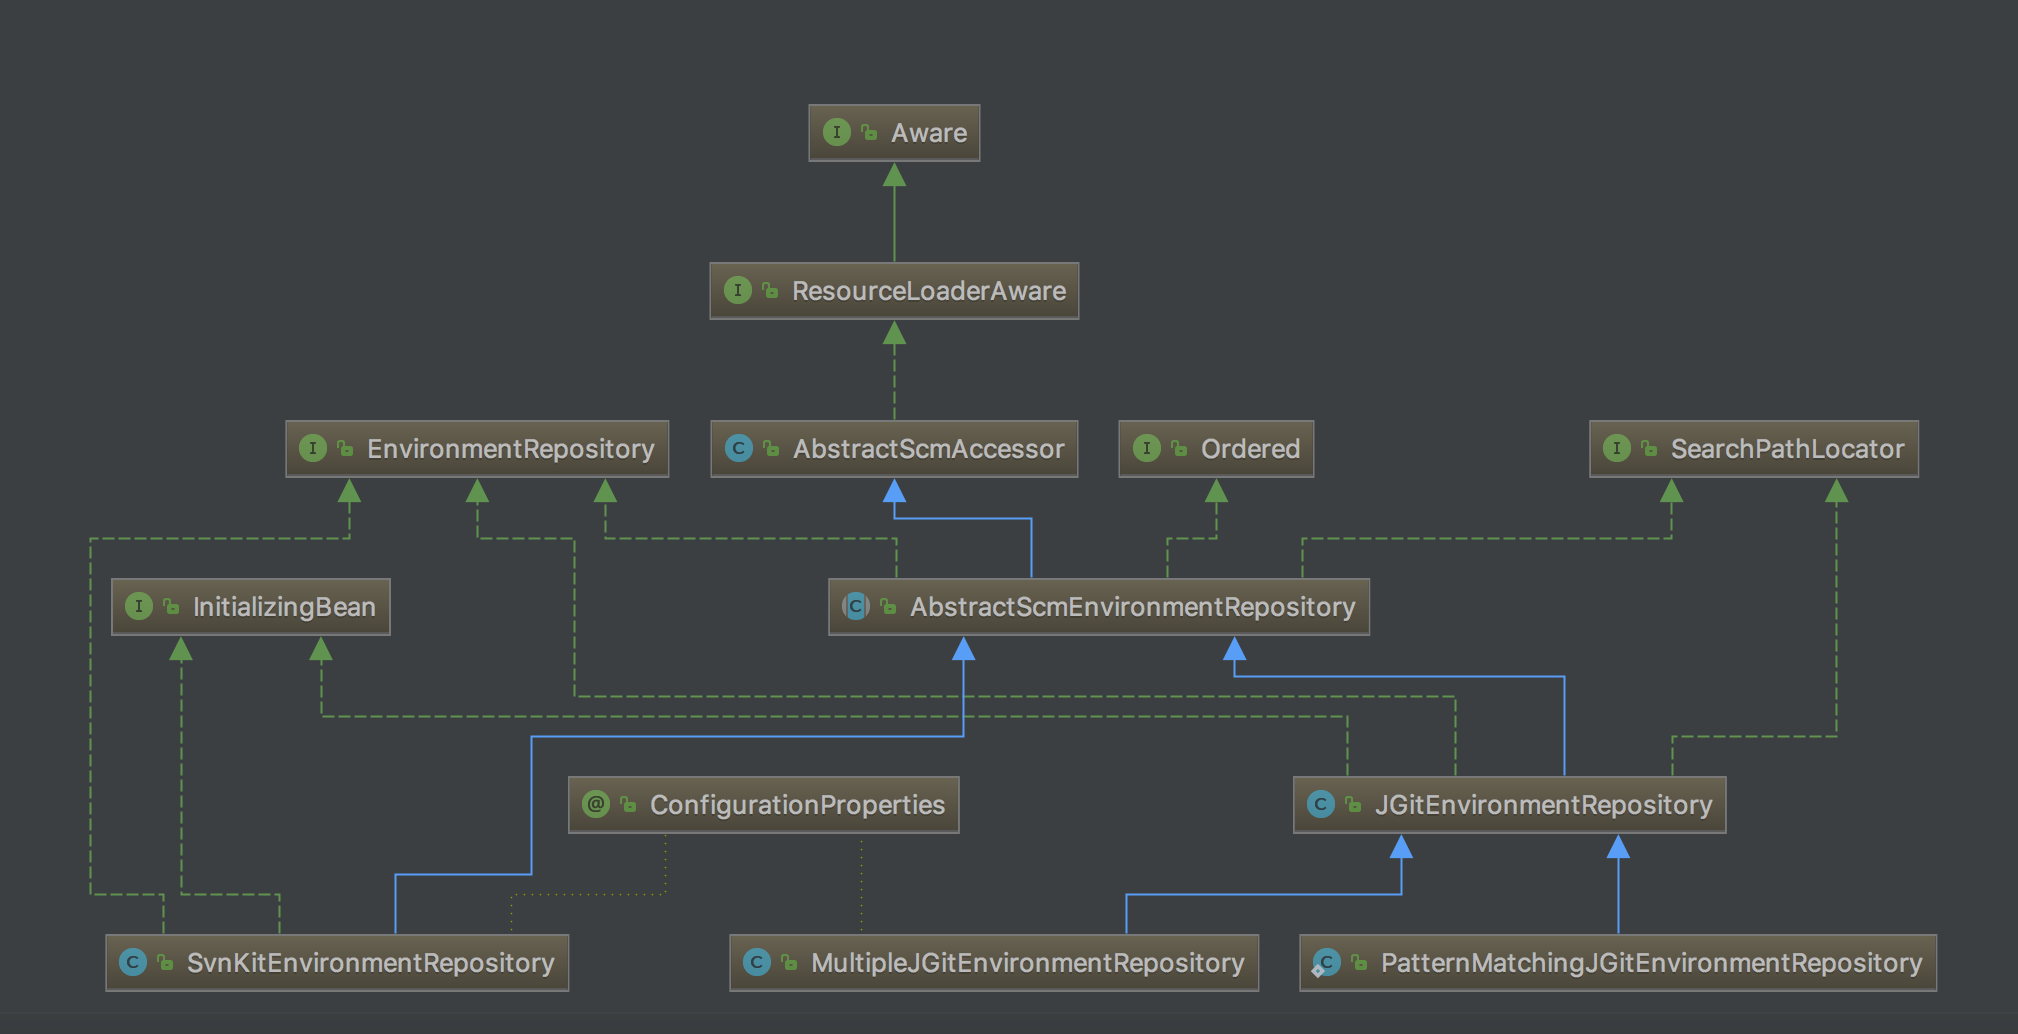 I Aware
I ResourceLoaderAware
I EnvironmentRepository
C AbstractScmAccessor
I Ordered
I SearchPathLocator
I InitializingBean
C AbstractScmEnvironmentRepository
@ ConfigurationProperties
C JGitEnvironmentRepository
C SvnKitEnvironmentRepository
C MultipleJGitEnvironmentRepository
C PatternMatchingJGitEnvironmentRepository